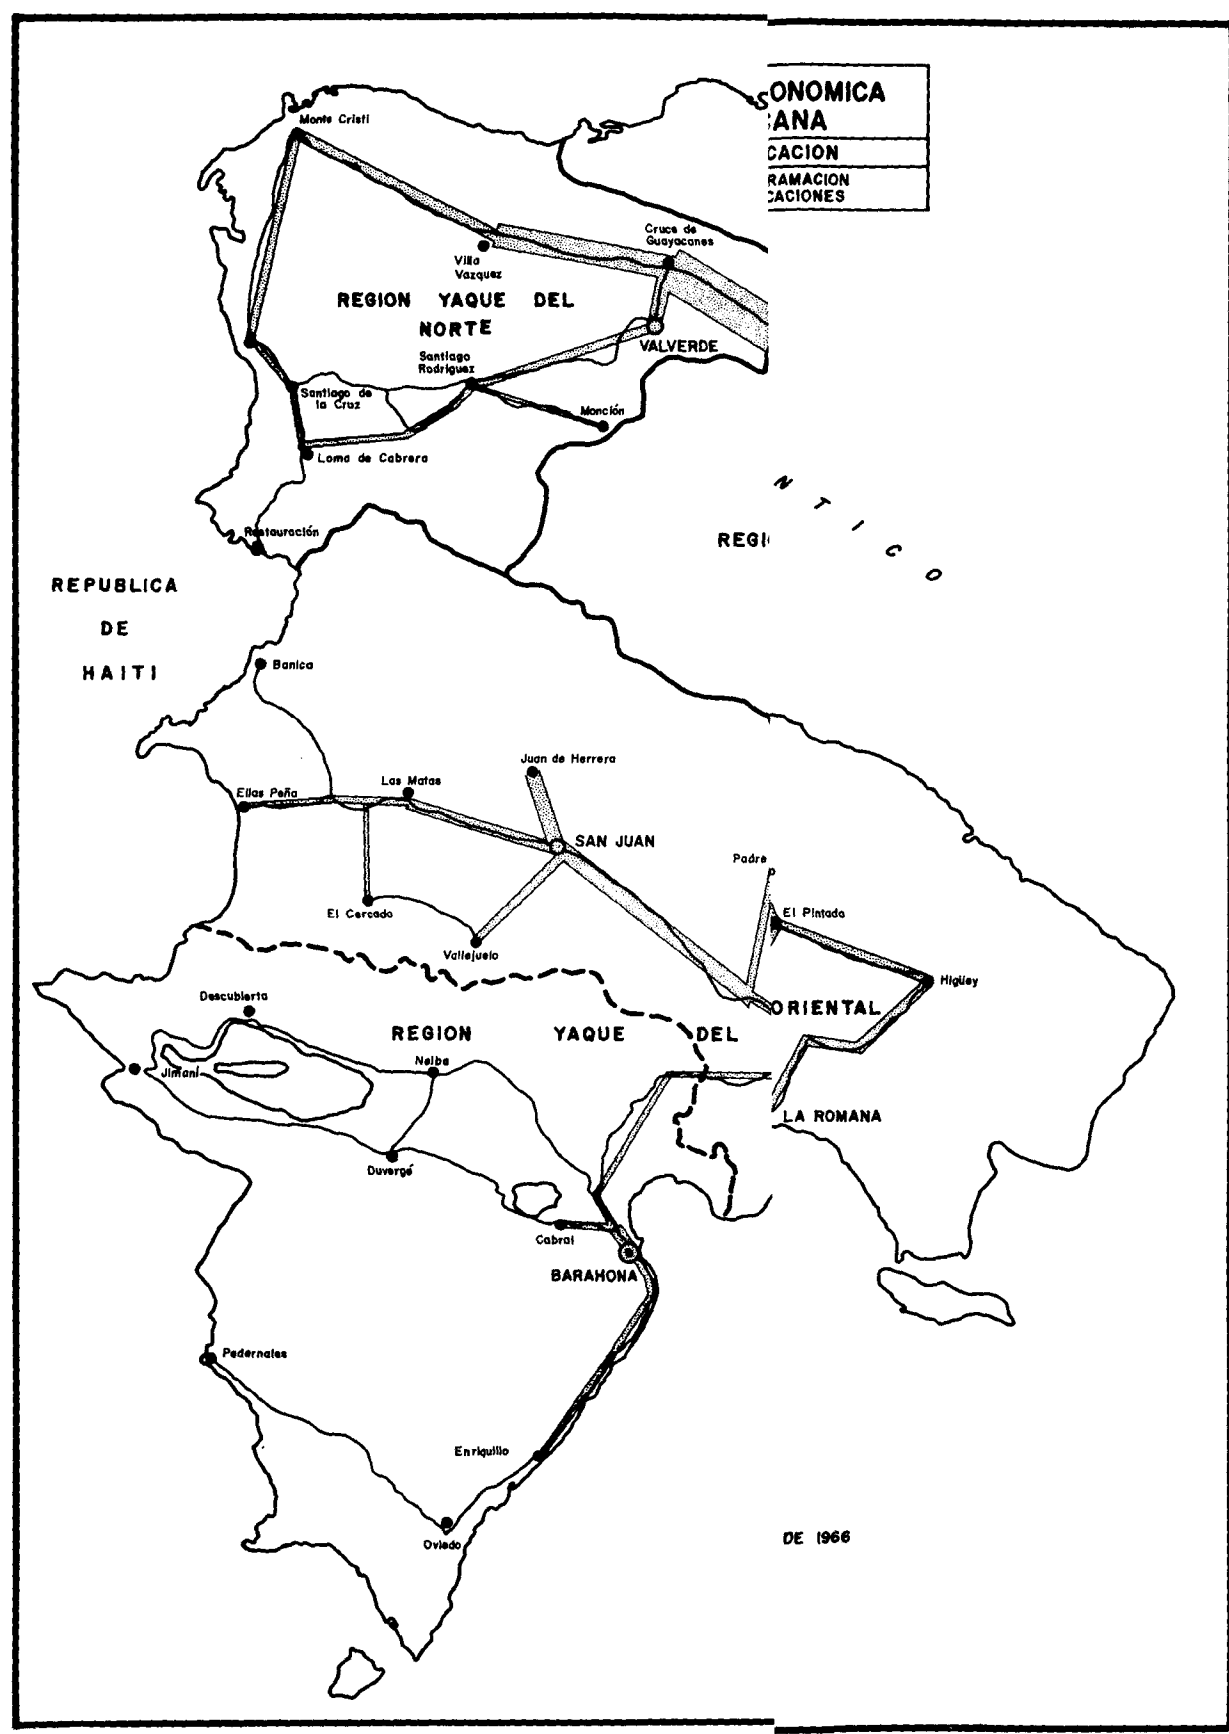 ONOMICA
ANA
CACION
RAMACION
CACIONES
Monte Cristi
Cruce de
Guayacanes
Villa
Vazquez
REGION YAQUE DEL
NORTE
VALVERDE
Santiago
Rodriguez
Santiago de
la Cruz
Monción
Loma de Cabrera
NTICO
Restauración
REGI
REPUBLICA
DE
HAITI
Banica
Juan de Herrera
Las Matas
Elias Peña
SAN JUAN
Padre
El Cercado
El Pintado
Vallejuelo
Higüey
Descubierta
ORIENTAL
REGION YAQUE DEL
Neiba
Jimaní
LA ROMANA
Duvergé
Cabral
BARAHONA
Pedernales
Enriquillo
DE 1966
Oviedo